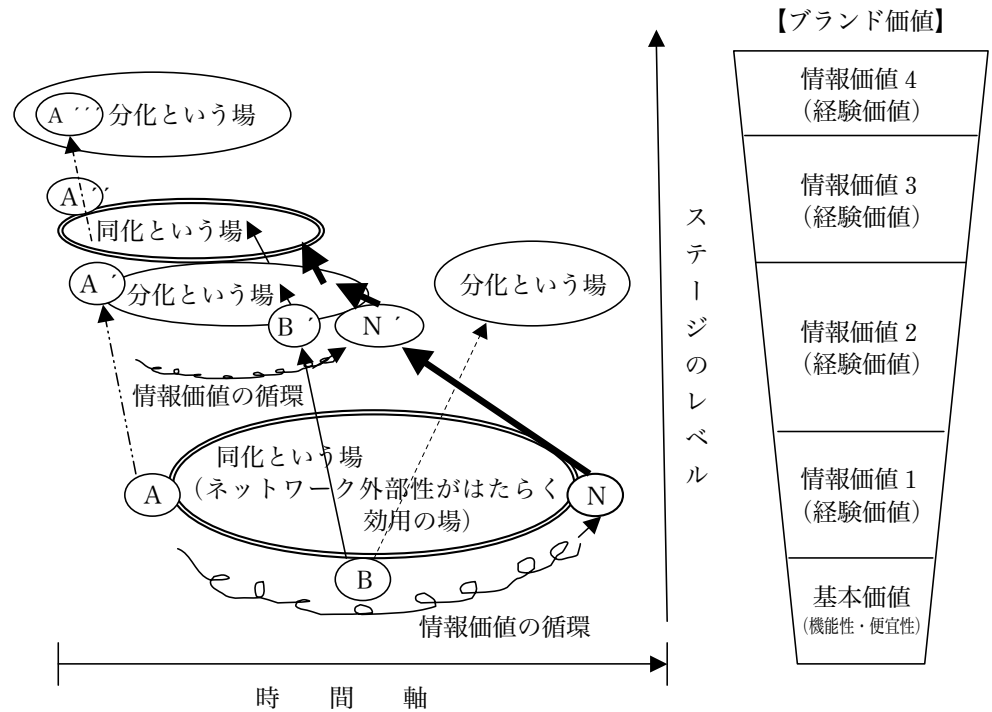 【ブランド価値】
情報価値 4
（経験価値）
情報価値 3
（経験価値）
情報価値 2
（経験価値）
情報価値 1
（経験価値）
基本価値
（機能性・便宜性）
ステージのレベル
A´´´
分化という場
A´´
同化という場
A´
分化という場
分化という場
B´
N´
情報価値の循環
同化という場
（ネットワーク外部性がはたらく
効用の場）
A
N
B
情報価値の循環
時間軸